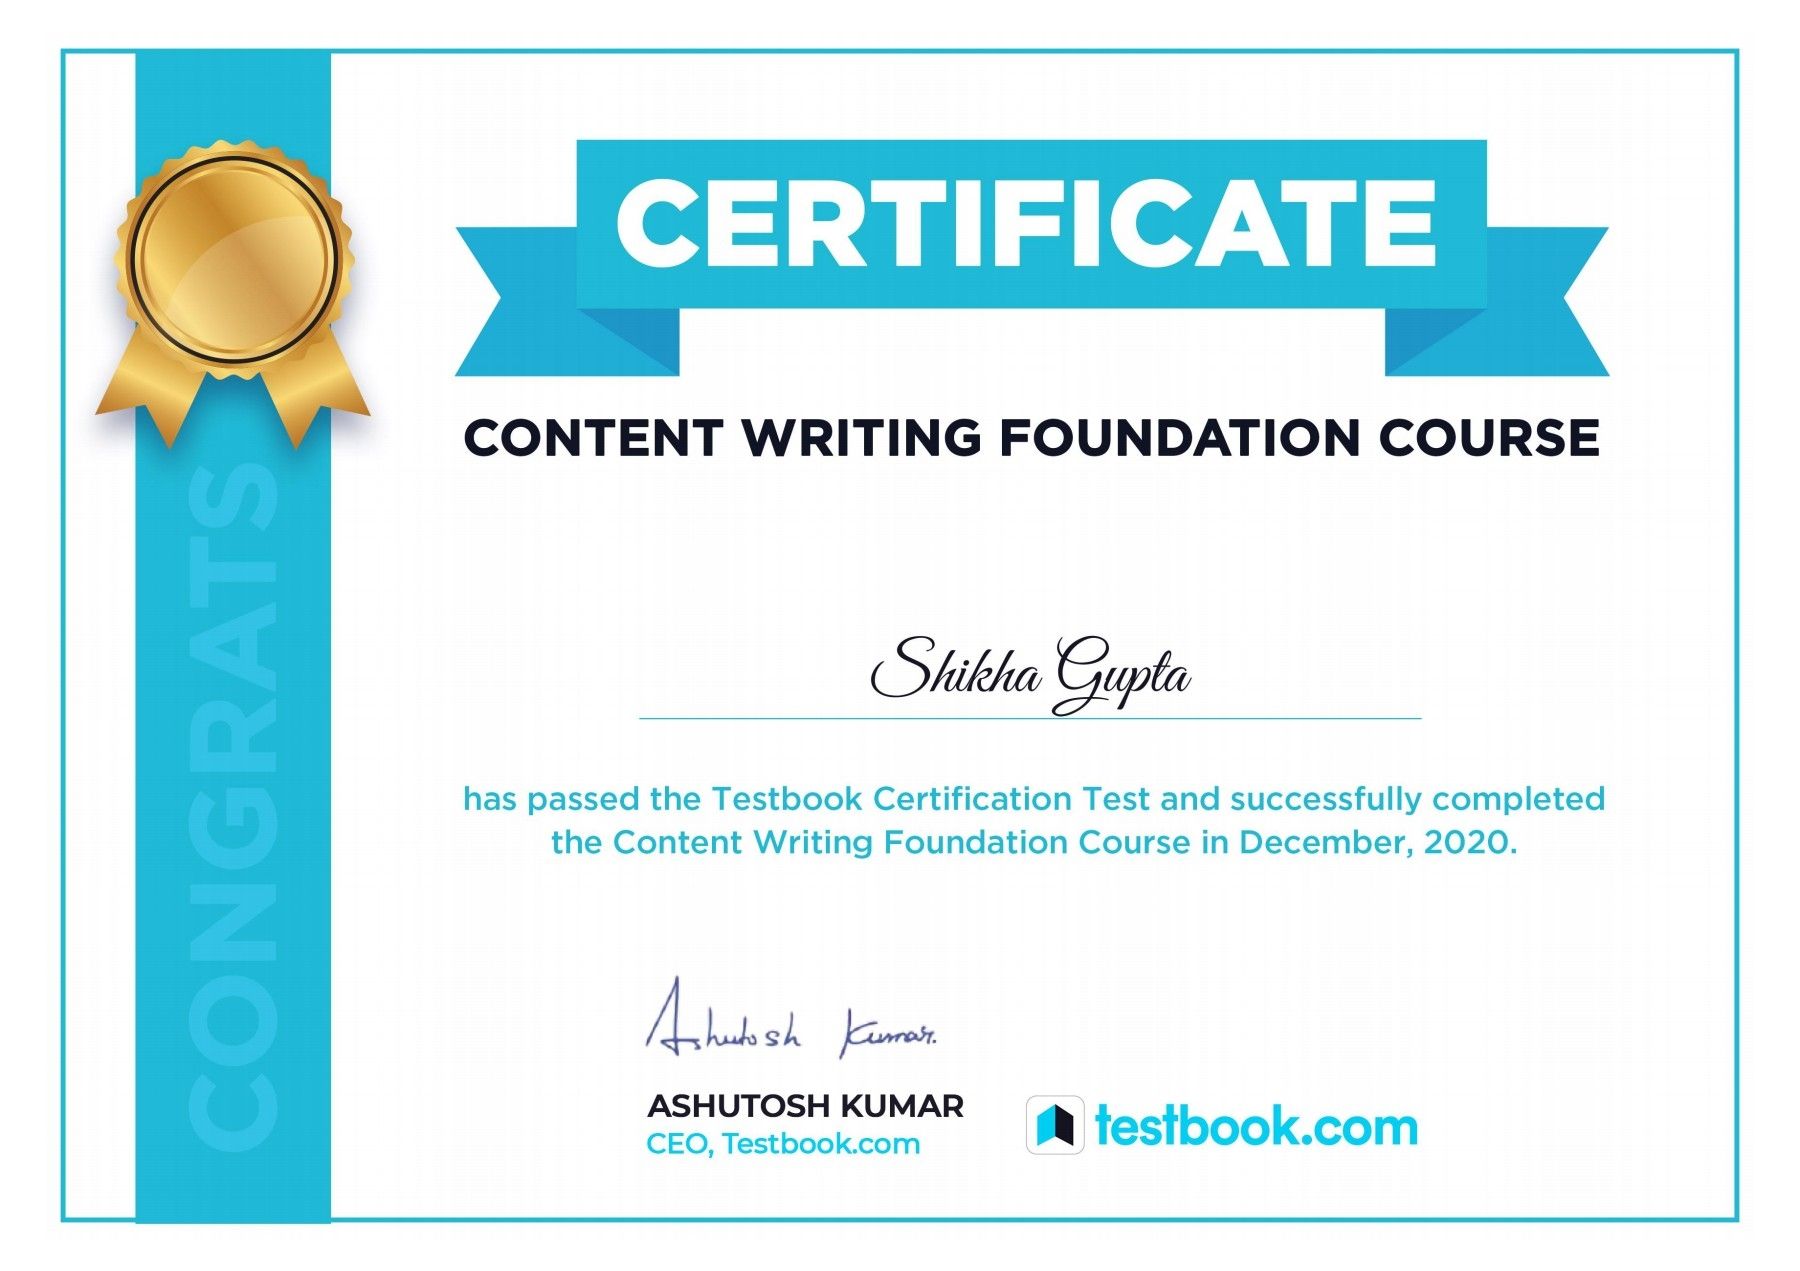 CERTIFICATE
CONTENT WRITING FOUNDATION COURSE
CONGRATS
Shikha Gupta
has passed the Testbook Certification Test and successfully completed
the Content Writing Foundation Course in December, 2020.
Ashutosh Kumar.
ASHUTOSH KUMAR
CEO, Testbook.com
testbook.com